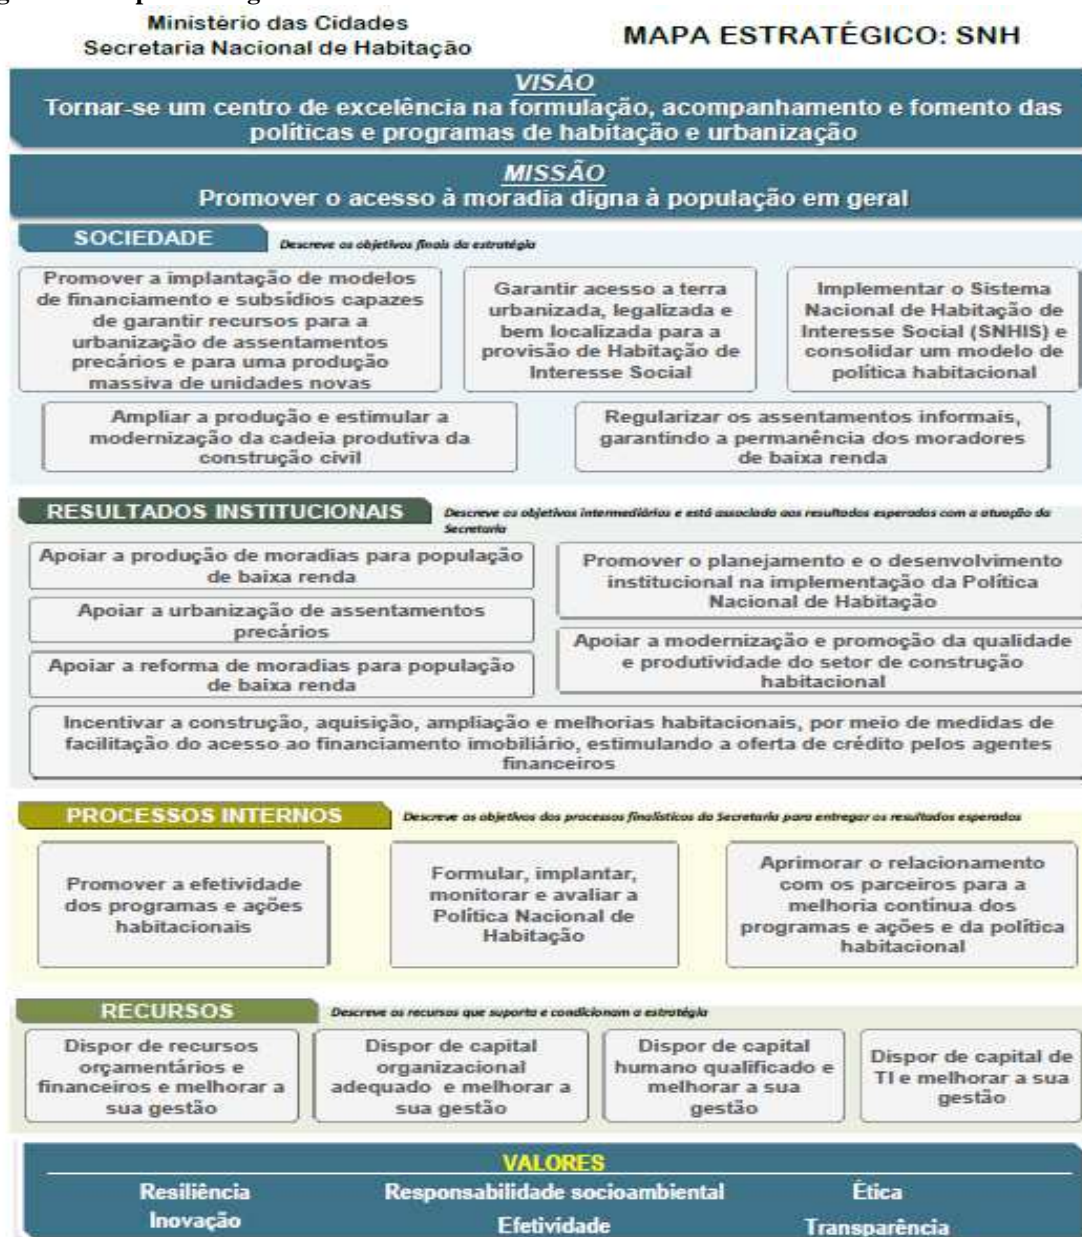 Ministério das Cidades
Secretaria Nacional de Habitação
MAPA ESTRATÉGICO: SNH
VISÃO
Tornar-se um centro de excelência na formulação, acompanhamento e fomento das
políticas e programas de habitação e urbanização
MISSÃO
Promover o acesso à moradia digna à população em geral
SOCIEDADE
Descreve os objetivos finais da estratégia
Promover a implantação de modelos
de financiamento e subsídios capazes
de garantir recursos para a
urbanização de assentamentos
precários e para uma produção
massiva de unidades novas
Garantir acesso a terra
urbanizada, legalizada e
bem localizada para a
provisão de Habitação de
Interesse Social
Implementar o Sistema
Nacional de Habitação de
Interesse Social (SNHIS) e
consolidar um modelo de
política habitacional
Ampliar a produção e estimular a
modernização da cadeia produtiva da
construção civil
Regularizar os assentamentos informais,
garantindo a permanência dos moradores
de baixa renda
RESULTADOS INSTITUCIONAIS
Descreve os objetivos intermediários e está associado aos resultados esperados com a atuação da
Secretaria
Apoiar a produção de moradias para população
de baixa renda
Apoiar a urbanização de assentamentos
precários
Apoiar a reforma de moradias para população
de baixa renda
Promover o planejamento e o desenvolvimento
institucional na implementação da Política
Nacional de Habitação
Apoiar a modernização e promoção da qualidade
e produtividade do setor de construção
habitacional
Incentivar a construção, aquisição, ampliação e melhorias habitacionais, por meio de medidas de
facilitação do acesso ao financiamento imobiliário, estimulando a oferta de crédito pelos agentes
financeiros
PROCESSOS INTERNOS
Descreve os objetivos dos processos finalísticos da Secretaria para entregar os resultados esperados
Promover a efetividade
dos programas e ações
habitacionais
Formular, implantar,
monitorar e avaliar a
Política Nacional de
Habitação
Aprimorar o relacionamento
com os parceiros para a
melhoria contínua dos
programas e ações e da política
habitacional
RECURSOS
Descreve os recursos que suporta e condicionam a estratégia
Dispor de recursos
orçamentários e
financeiros e melhorar a
sua gestão
Dispor de capital
organizacional
adequado e melhorar a
sua gestão
Dispor de capital
humano qualificado e
melhorar a sua
gestão
Dispor de capital de
TI e melhorar a sua
gestão
VALORES
Resiliência
Responsabilidade socioambiental
Ética
Inovação
Efetividade
Transparência